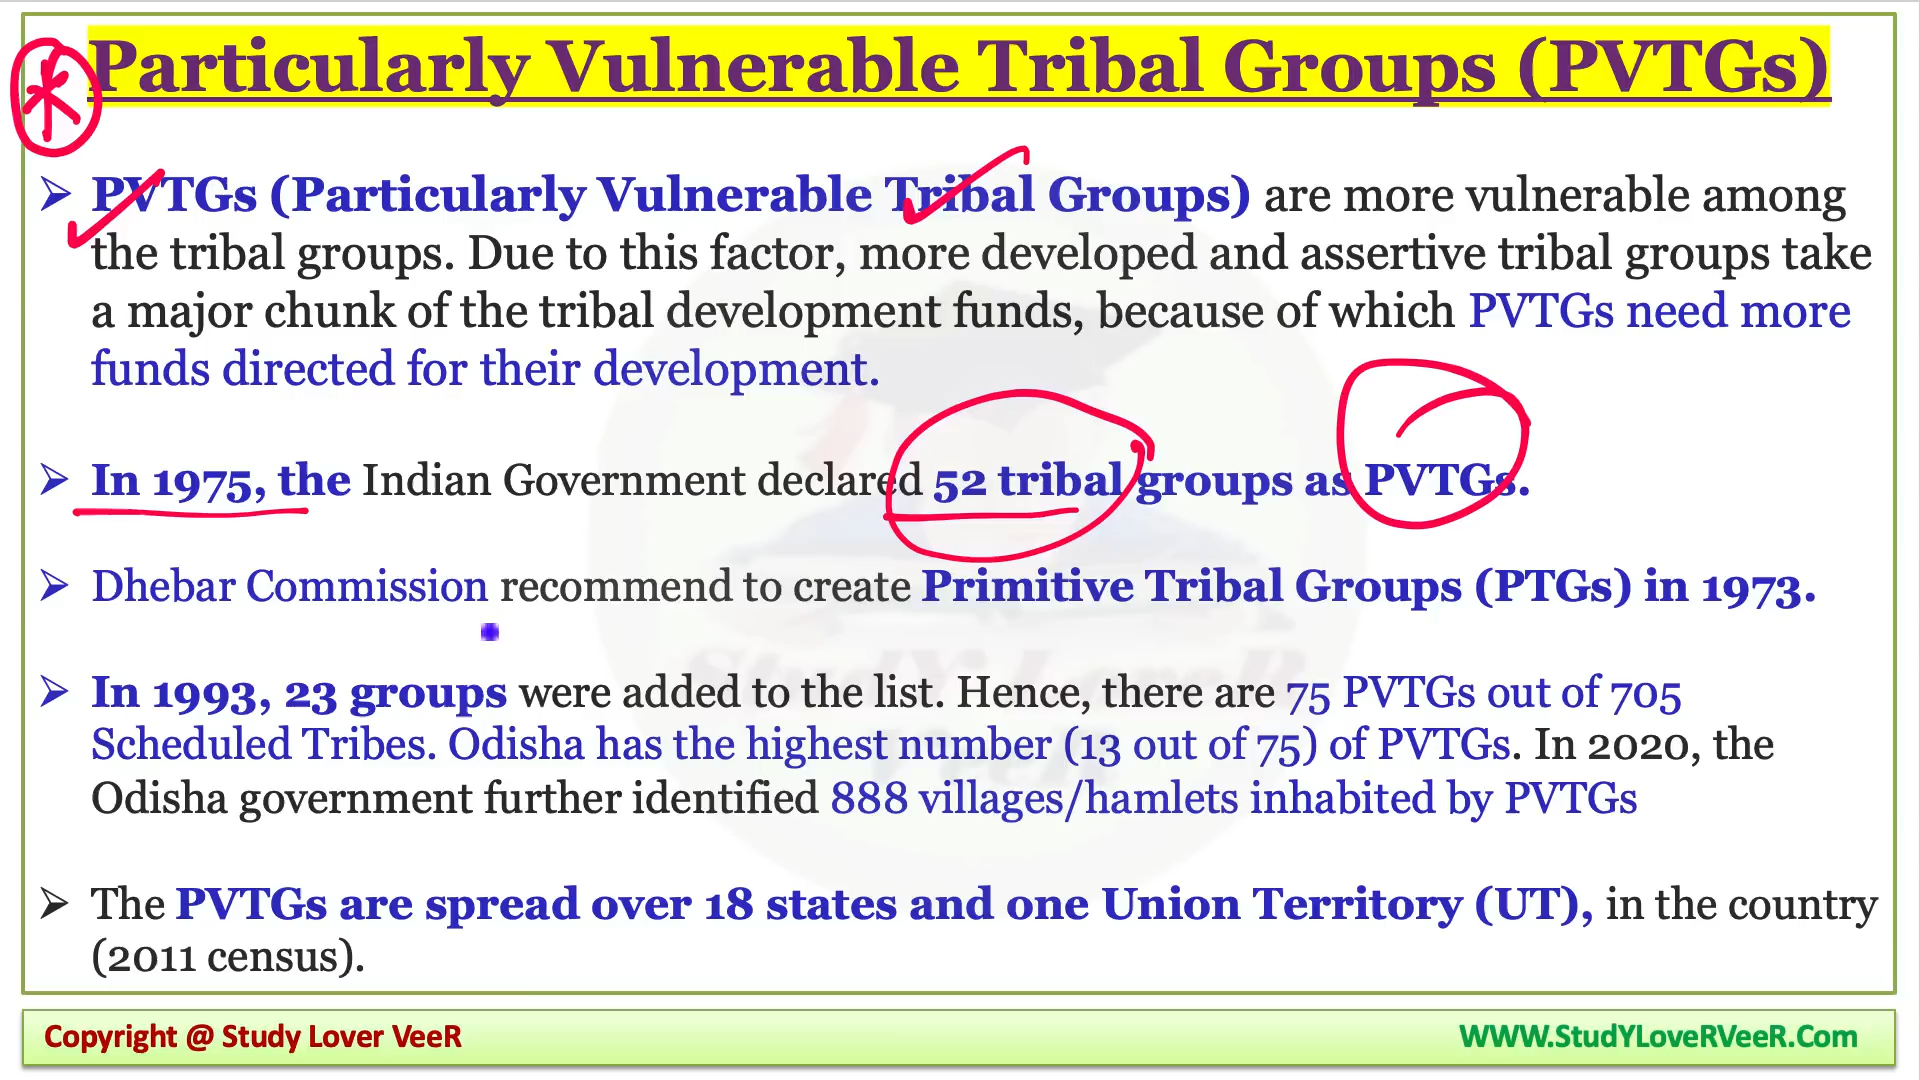 Particularly Vulnerable Tribal Groups (PVTGs)
➢ PVTGs (Particularly Vulnerable Tribal Groups) are more vulnerable among
the tribal groups. Due to this factor, more developed and assertive tribal groups take
a major chunk of the tribal development funds, because of which PVTGs need more
funds directed for their development.
➢ In 1975, the Indian Government declared 52 tribal groups as PVTGs.
➢ Dhebar Commission recommend to create Primitive Tribal Groups (PTGs) in 1973.
➢ In 1993, 23 groups were added to the list. Hence, there are 75 PVTGs out of 705
Scheduled Tribes. Odisha has the highest number (13 out of 75) of PVTGs. In 2020, the
Odisha government further identified 888 villages/hamlets inhabited by PVTGs
➢ The PVTGs are spread over 18 states and one Union Territory (UT), in the country
(2011 census).
StudY LoveR
VeeR
Copyright @ Study Lover VeeR
WWW.StudYLoveRVeeR.Com